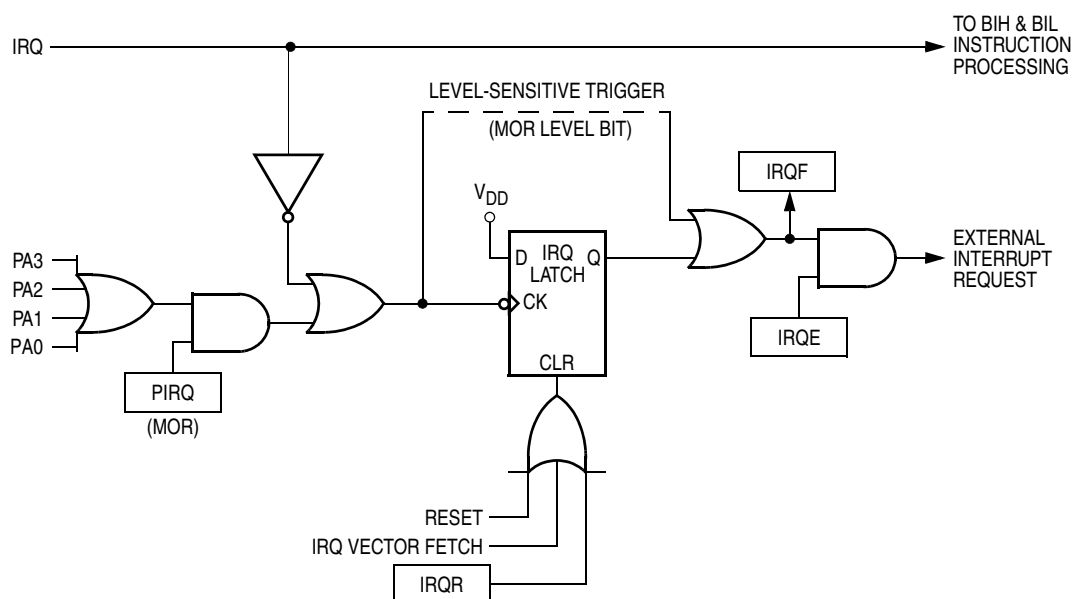 IRQ
TO BIH & BIL
INSTRUCTION
PROCESSING
LEVEL-SENSITIVE TRIGGER
(MOR LEVEL BIT)
IRQF
VDD
D
IRQ
LATCH
Q
CK
CLR
EXTERNAL
INTERRUPT
REQUEST
IRQE
PA3
PA2
PA1
PA0
PIRQ
(MOR)
RESET
IRQ VECTOR FETCH
IRQR